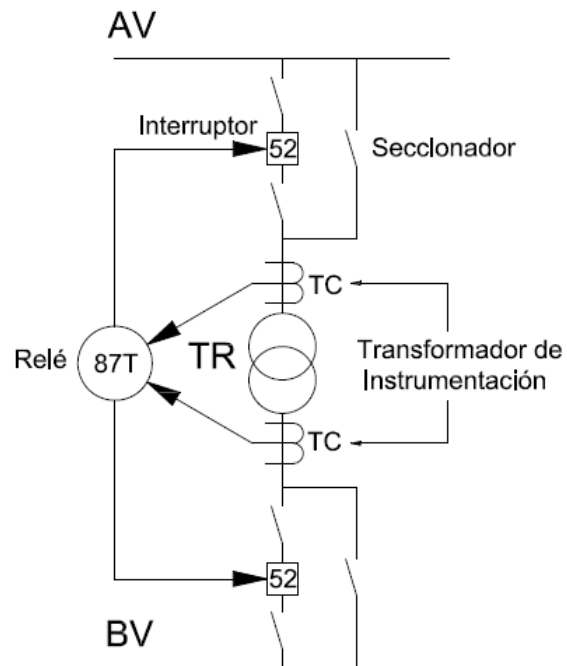 AV
Interruptor
52
Seccionador
TC
Relé
87T
TR
Transformador de
Instrumentación
TC
52
BV